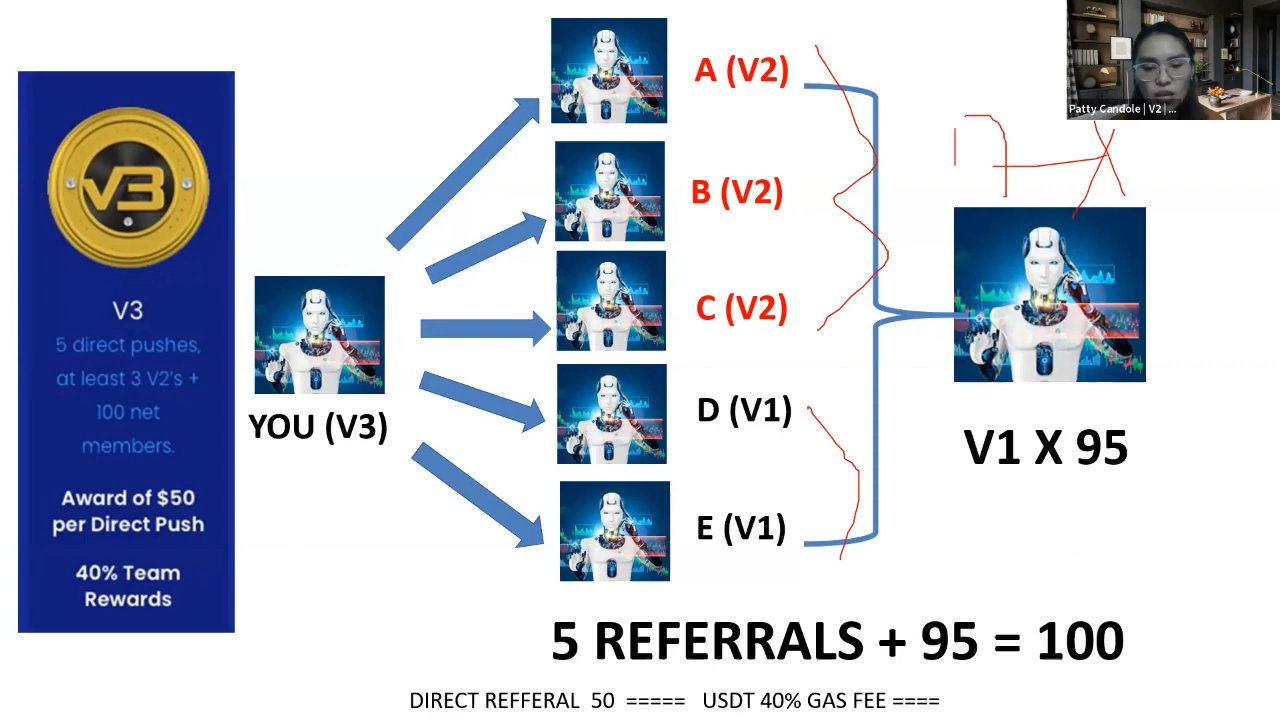 V3
V3
5 direct pushes,
at least 3 V2's +
100 net
members.
Award of $50
per Direct Push
40% Team
Rewards
YOU (V3)
A (V2)
B (V2)
C (V2)
D (V1)
E (V1)
Patty Candole | V2 | ...
V1 X 95
5 REFERRALS + 95 = 100
DIRECT REFFERAL 50 ===== USDT 40% GAS FEE ====